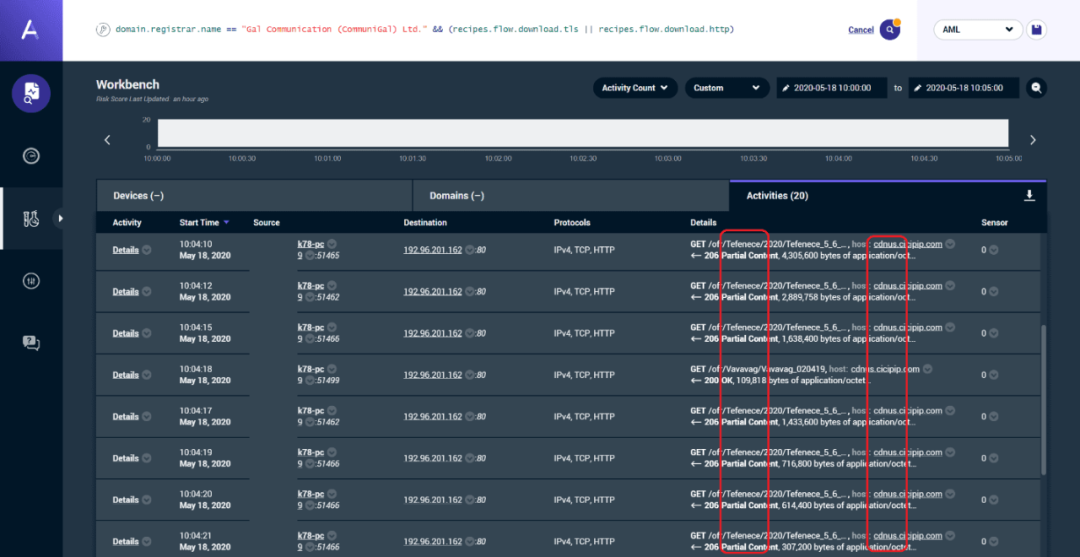 domain.registrar.name == "Gal Communication (CommuniGal) Ltd." && (recipes.flow.download.tls || recipes.flow.download.http)
Cancel
AML
Workbench
Risk Score Last Updated an hour ago
Activity Count
Custom
2020-05-18 10:00:00
to
2020-05-18 10:05:00
20
0
10:00:00 10:00:30 10:01:00 10:01:30 10:02:00 10:02:30 10:03:00 10:03:30 10:04:00 10:04:30 10:05:00
Devices (–) Domains (–) Activities (20)
Activity Start Time Source Destination Protocols Details Sensor
10:04:10 k78-pc GET /of/Tefenece/2020/Tefenece_5_6_..., host: cdnus.cicipip.com
Details 192.96.201.162 :80 IPv4, TCP, HTTP 0
May 18, 2020 9 :51465 206 Partial Content, 4,305,600 bytes of application/oct...
10:04:12 k78-pc GET /of/Tefenece/2020/Tefenece_5_6_..., host: cdnus.cicipip.com
Details 192.96.201.162 :80 IPv4, TCP, HTTP 0
May 18, 2020 9 :51462 206 Partial Content, 2,889,758 bytes of application/oct...
10:04:15 k78-pc GET /of/Tefenece/2020/Tefenece_5_6_..., host: cdnus.cicipip.com
Details 192.96.201.162 :80 IPv4, TCP, HTTP 0
May 18, 2020 9 :51466 206 Partial Content, 1,638,400 bytes of application/oct...
10:04:18 k78-pc GET /of/Vavavag/Vavavag_020419, host: cdnus.cicipip.com
Details 192.96.201.162 :80 IPv4, TCP, HTTP 0
May 18, 2020 9 :51499 200 OK, 109,818 bytes of application/octet...
10:04:17 k78-pc GET /of/Tefenece/2020/Tefenece_5_6_..., host: cdnus.cicipip.com
Details 192.96.201.162 :80 IPv4, TCP, HTTP 0
May 18, 2020 9 :51462 206 Partial Content, 1,433,600 bytes of application/oct...
10:04:19 k78-pc GET /of/Tefenece/2020/Tefenece_5_6_..., host: cdnus.cicipip.com
Details 192.96.201.162 :80 IPv4, TCP, HTTP 0
May 18, 2020 9 :51466 206 Partial Content, 716,800 bytes of application/oct...
10:04:20 k78-pc GET /of/Tefenece/2020/Tefenece_5_6_..., host: cdnus.cicipip.com
Details 192.96.201.162 :80 IPv4, TCP, HTTP 0
May 18, 2020 9 :51466 206 Partial Content, 614,400 bytes of application/oct...
10:04:21 k78-pc GET /of/Tefenece/2020/Tefenece_5_6_..., host: cdnus.cicipip.com
Details 192.96.201.162 :80 IPv4, TCP, HTTP 0
May 18, 2020 9 :51466 206 Partial Content, 307,200 bytes of application/oct...